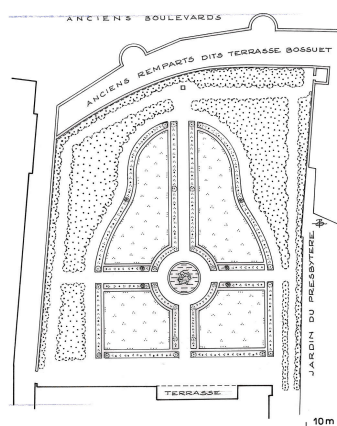 ANCIENS BOULEVARDS
ANCIENS REMPARTS DITS TERRASSE BOSSUET
JARDIN DU PRESBYTERE
TERRASSE
10 m